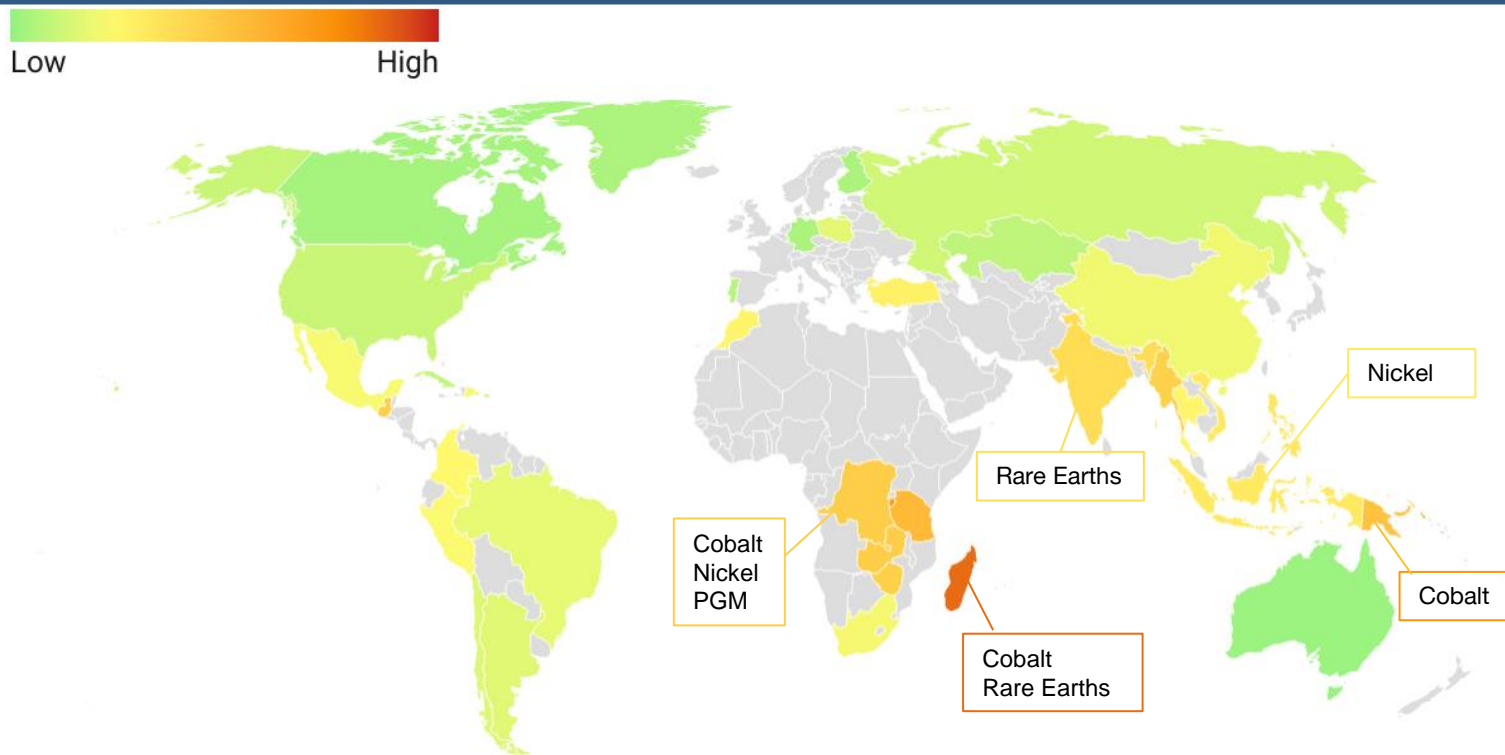 Low
High
Nickel
Rare Earths
Cobalt
Nickel
PGM
Cobalt
Cobalt
Rare Earths